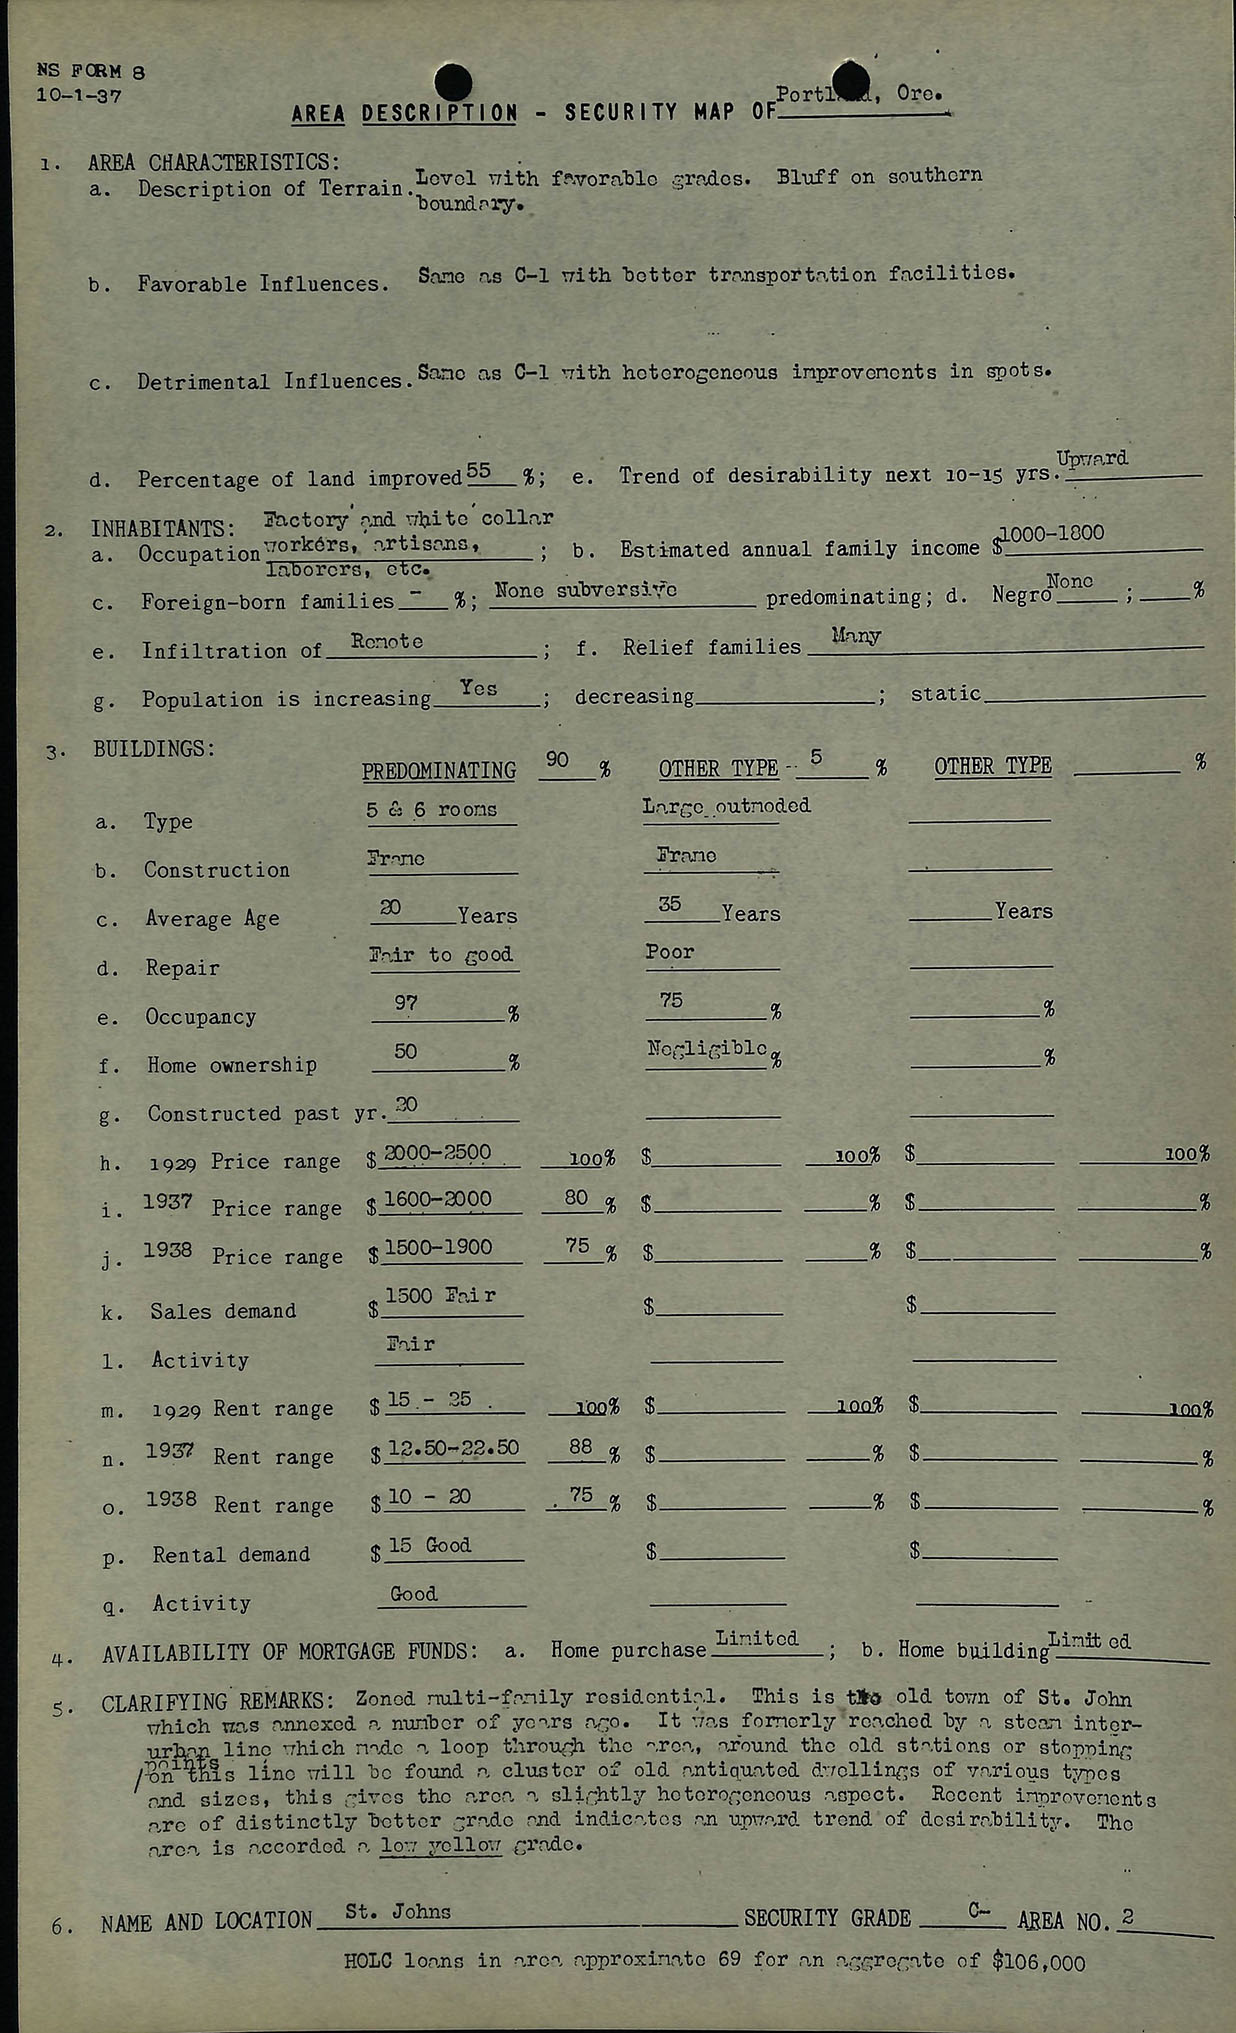 NS FORM 8
10-1-37
AREA DESCRIPTION - SECURITY MAP OF Portland, Ore.
1. AREA CHARACTERISTICS:
a. Description of Terrain. Level with favorable grades. Bluff on southern
boundary.
b. Favorable Influences. Same as C-1 with better transportation facilities.
c. Detrimental Influences. Same as C-1 with heterogeneous improvements in spots.
d. Percentage of land improved 55 %; e. Trend of desirability next 10-15 yrs. Upward
2. INHABITANTS: Factory and white collar
a. Occupation workers, artisans, ; b. Estimated annual family income $1000-1800
laborers, etc.
c. Foreign-born families - %; None subversive predominating; d. Negro None ; %
e. Infiltration of Remote ; f. Relief families Many
g. Population is increasing Yes ; decreasing ; static
3. BUILDINGS:
PREDOMINATING 90 % OTHER TYPE 5 % OTHER TYPE %
a. Type 5 & 6 rooms Large outmoded
b. Construction Frame Frame
c. Average Age 20 Years 35 Years Years
d. Repair Fair to good Poor
e. Occupancy 97 % 75 % %
f. Home ownership 50 % Negligible % %
g. Constructed past yr. 20
h. 1929 Price range $ 2000-2500 100% $ 100% $ 100%
i. 1937 Price range $ 1600-2000 80 % $ % $ %
j. 1938 Price range $ 1500-1900 75 % $ % $ %
k. Sales demand $ 1500 Fair $ $
l. Activity Fair
m. 1929 Rent range $ 15 - 25 100% $ 100% $ 100%
n. 1937 Rent range $ 12.50-22.50 88 % $ % $ %
o. 1938 Rent range $ 10 - 20 75 % $ % $ %
p. Rental demand $ 15 Good $ $
q. Activity Good
4. AVAILABILITY OF MORTGAGE FUNDS: a. Home purchase Limited ; b. Home building Limited
5. CLARIFYING REMARKS: Zoned multi-family residential. This is the old town of St. John
which was annexed a number of years ago. It was formerly reached by a steam inter-
urban line which made a loop through the area, around the old stations or stopping
points
/on this line will be found a cluster of old antiquated dwellings of various types
and sizes, this gives the area a slightly heterogeneous aspect. Recent improvements
are of distinctly better grade and indicates an upward trend of desirability. The
area is accorded a low yellow grade.
6. NAME AND LOCATION St. Johns SECURITY GRADE C- AREA NO. 2
HOLC loans in area approximate 69 for an aggregate of $106,000